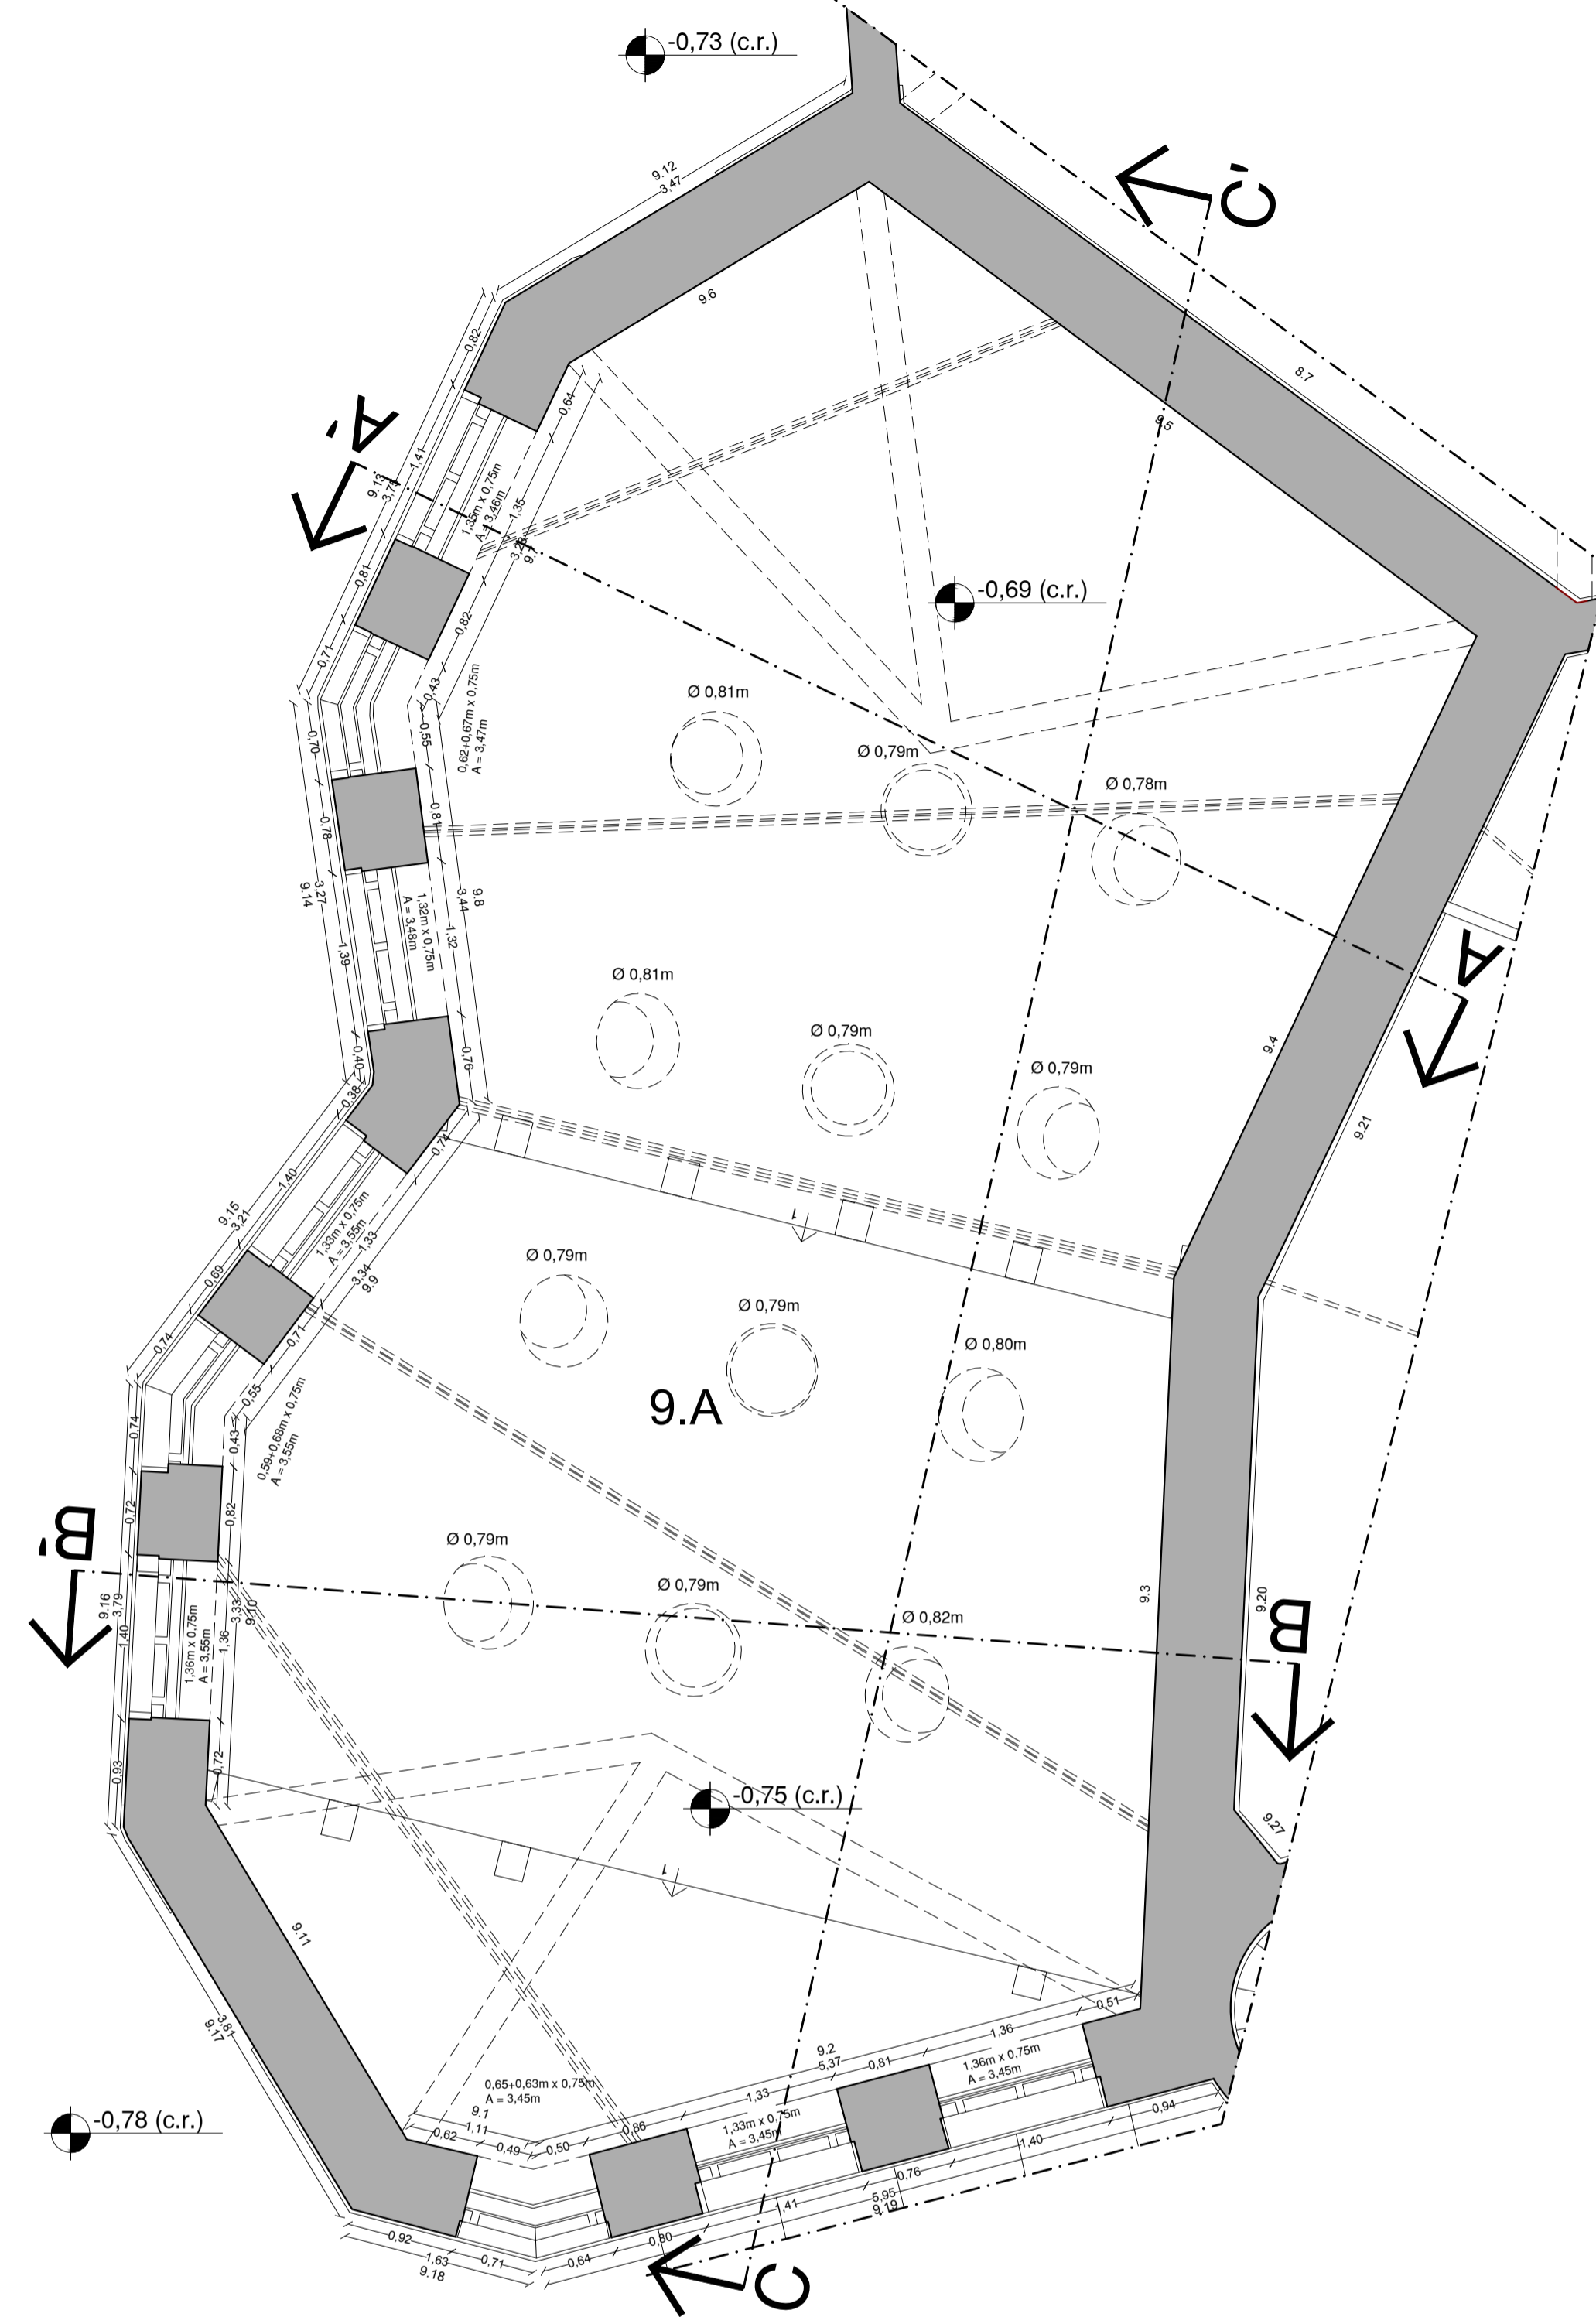 -0,73 (c.r.)
9.12
3,47
C'
8.7
9.6
0,82
A'
0,64
9.5
1,41
9.13
1,35m x 0,75m
A = 3,46m
1,35
9.7
-0,69 (c.r.)
0,81
0,82
0,71
0,43
0,62+0,67m x 0,75m
A = 3,47m
Ø 0,81m
0,70
0,55
Ø 0,79m
Ø 0,78m
0,78
0,81
3,27
9.14
1,32m x 0,75m
A = 3,48m
9.8
3,44
1,39
1,32
A
Ø 0,81m
Ø 0,79m
9.4
0,40
0,76
Ø 0,79m
0,38
9.21
0,74
1,40
9.15
3,21
1,33m x 0,75m
A = 3,55m
1,33
3,34
9.9
1
Ø 0,79m
0,69
Ø 0,79m
0,74
0,71
Ø 0,80m
0,55
9.A
0,74
0,43
0,59+0,68m x 0,75m
A = 3,55m
0,72
0,82
B'
Ø 0,79m
Ø 0,79m
9.3
9.20
9.16
3,79
3,33
9.10
Ø 0,82m
B
1,40
1,36m x 0,75m
A = 3,55m
1,36
0,93
0,72
-0,75 (c.r.)
9.27
1
9.11
0,51
3,81
9.17
9.2
5,37
1,36
0,81
1,36m x 0,75m
A = 3,45m
0,65+0,63m x 0,75m
A = 3,45m
1,33
9.1
1,11
0,86
1,33m x 0,75m
A = 3,45m
0,94
-0,78 (c.r.)
0,62
0,49
0,50
1,40
0,76
5,95
9.19
1,41
0,92
0,80
1,63
0,71
0,64
9.18
C